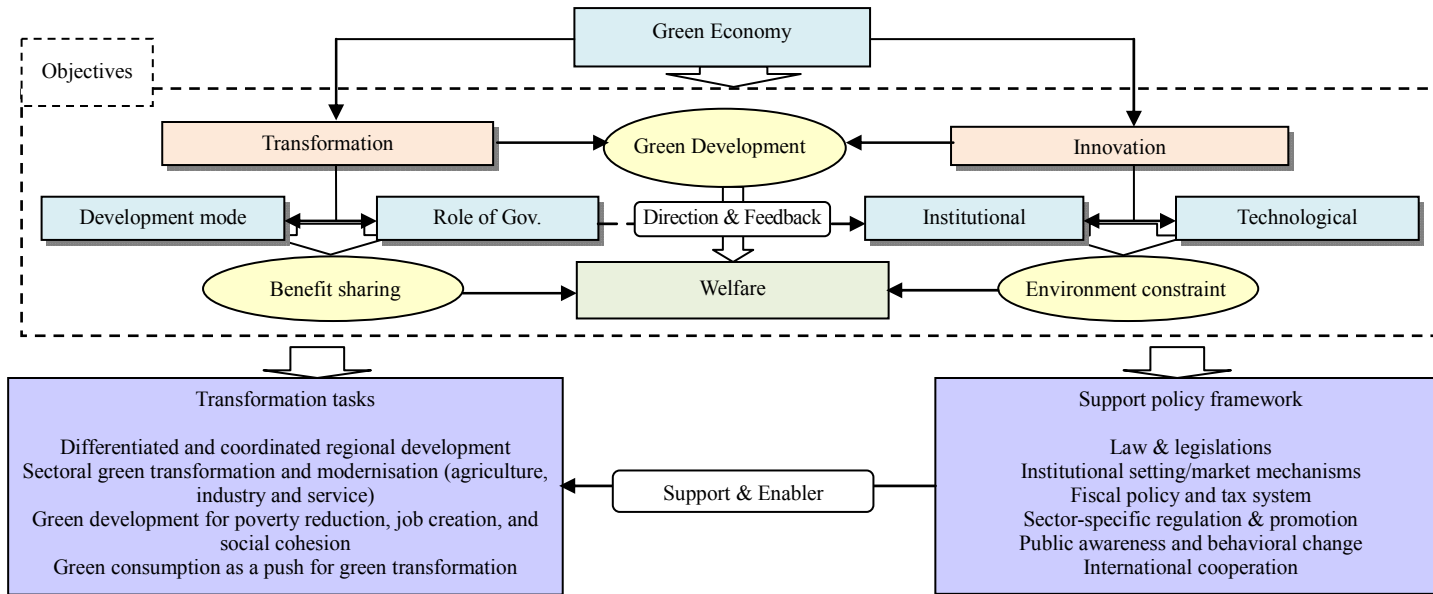 Green Economy
Objectives
Transformation
Green Development
Innovation
Development mode
Role of Gov.
Direction & Feedback
Institutional
Technological
Benefit sharing
Welfare
Environment constraint
Transformation tasks
Differentiated and coordinated regional development
Sectoral green transformation and modernisation (agriculture,
industry and service)
Green development for poverty reduction, job creation, and
social cohesion
Green consumption as a push for green transformation
Support & Enabler
Support policy framework
Law & legislations
Institutional setting/market mechanisms
Fiscal policy and tax system
Sector-specific regulation & promotion
Public awareness and behavioral change
International cooperation